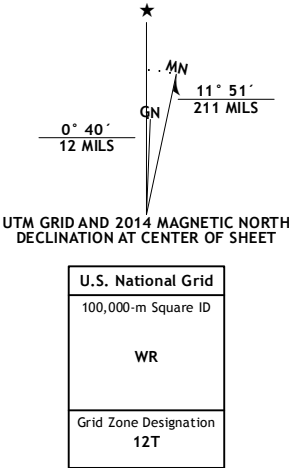 ★
MN
GN
11° 51´
211 MILS
0° 40´
12 MILS
UTM GRID AND 2014 MAGNETIC NORTH
DECLINATION AT CENTER OF SHEET
U.S. National Grid
100,000-m Square ID
WR
Grid Zone Designation
12T